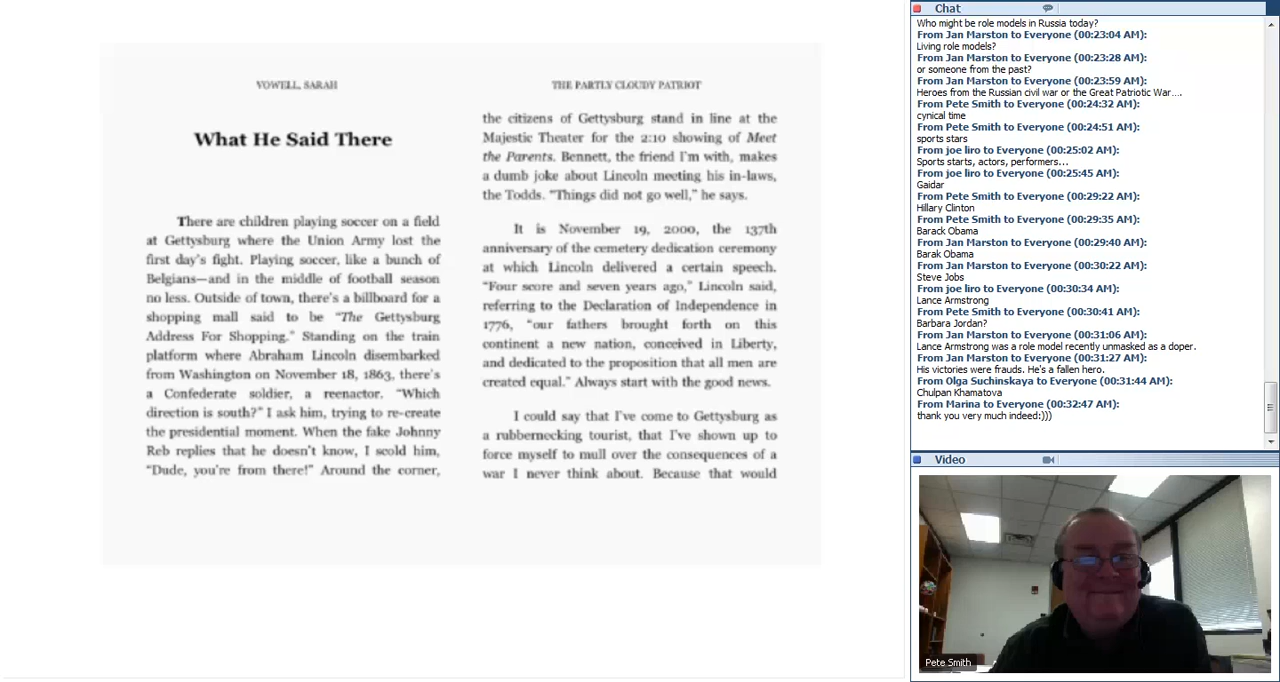 VOWELL, SARAH
What He Said There
There are children playing soccer on a field
at Gettysburg where the Union Army lost the
first day's fight. Playing soccer, like a bunch of
Belgians—and in the middle of football season
no less. Outside of town, there's a billboard for a
shopping mall said to be "The Gettysburg
Address For Shopping." Standing on the train
platform where Abraham Lincoln disembarked
from Washington on November 18, 1863, there's
a Confederate soldier, a reenactor. "Which
direction is south?" I ask him, trying to re-create
the presidential moment. When the fake Johnny
Reb replies that he doesn't know, I scold him,
"Dude, you're from there!" Around the corner,
THE PARTLY CLOUDY PATRIOT
the citizens of Gettysburg stand in line at the
Majestic Theater for the 2:10 showing of Meet
the Parents. Bennett, the friend I'm with, makes
a dumb joke about Lincoln meeting his in-laws,
the Todds. "Things did not go well," he says.
It is November 19, 2000, the 137th
anniversary of the cemetery dedication ceremony
at which Lincoln delivered a certain speech.
"Four score and seven years ago," Lincoln said,
referring to the Declaration of Independence in
1776, "our fathers brought forth on this
continent a new nation, conceived in Liberty,
and dedicated to the proposition that all men are
created equal." Always start with the good news.
I could say that I've come to Gettysburg as
a rubbernecking tourist, that I've shown up to
force myself to mull over the consequences of a
war I never think about. Because that would
Chat
Who might be role models in Russia today?
From Jan Marston to Everyone (00:23:04 AM):
Living role models?
From Jan Marston to Everyone (00:23:28 AM):
or someone from the past?
From Jan Marston to Everyone (00:23:59 AM):
Heroes from the Russian civil war or the Great Patriotic War....
From Pete Smith to Everyone (00:24:32 AM):
cynical time
From Pete Smith to Everyone (00:24:51 AM):
sports stars
From joe liro to Everyone (00:25:02 AM):
Sports starts, actors, performers...
From joe liro to Everyone (00:25:45 AM):
Gaidar
From Pete Smith to Everyone (00:29:22 AM):
Hillary Clinton
From Pete Smith to Everyone (00:29:35 AM):
Barack Obama
From Jan Marston to Everyone (00:29:40 AM):
Barak Obama
From Jan Marston to Everyone (00:30:22 AM):
Steve Jobs
From joe liro to Everyone (00:30:34 AM):
Lance Armstrong
From Pete Smith to Everyone (00:30:41 AM):
Barbara Jordan?
From Jan Marston to Everyone (00:31:06 AM):
Lance Armstrong was a role model recently unmasked as a doper.
From Jan Marston to Everyone (00:31:27 AM):
His victories were frauds. He's a fallen hero.
From Olga Suchinskaya to Everyone (00:31:44 AM):
Chulpan Khamatova
From Marina to Everyone (00:32:47 AM):
thank you very much indeed:)))
Video
Pete Smith